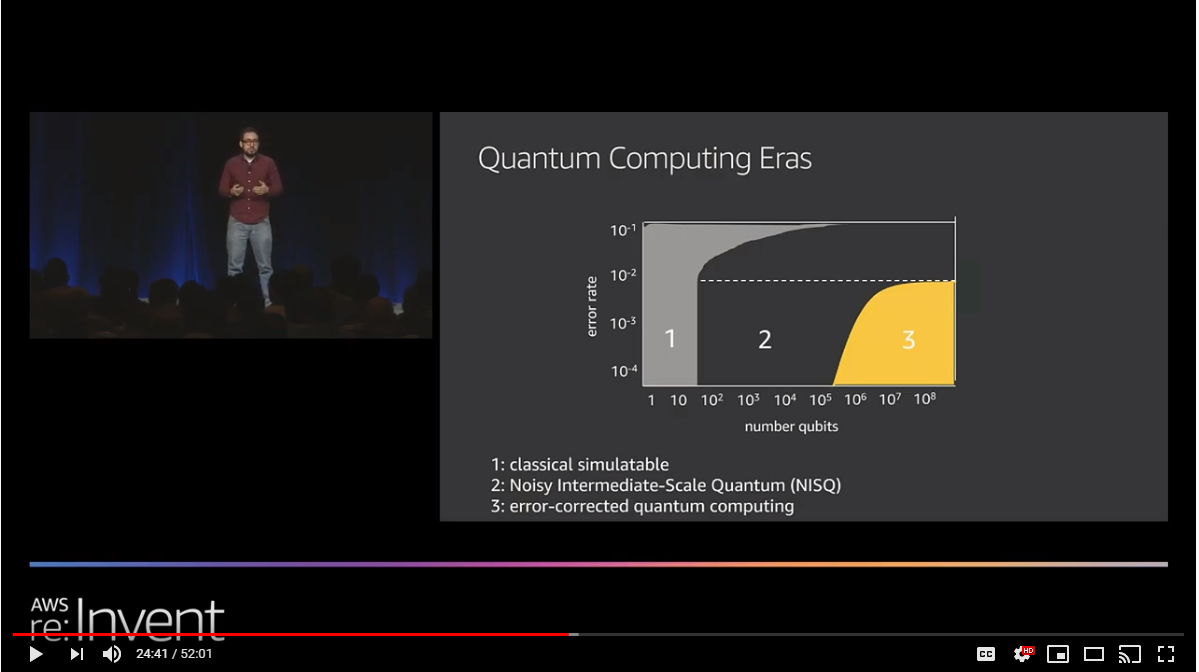 Quantum Computing Eras
10-1
10-2
10-3
10-4
error rate
1
2
3
1 10 10² 10³ 10⁴ 10⁵ 10⁶ 10⁷ 10⁸
number qubits
1: classical simulatable
2: Noisy Intermediate-Scale Quantum (NISQ)
3: error-corrected quantum computing
AWS
re:Invent
24:41 / 52:01
CC
HD